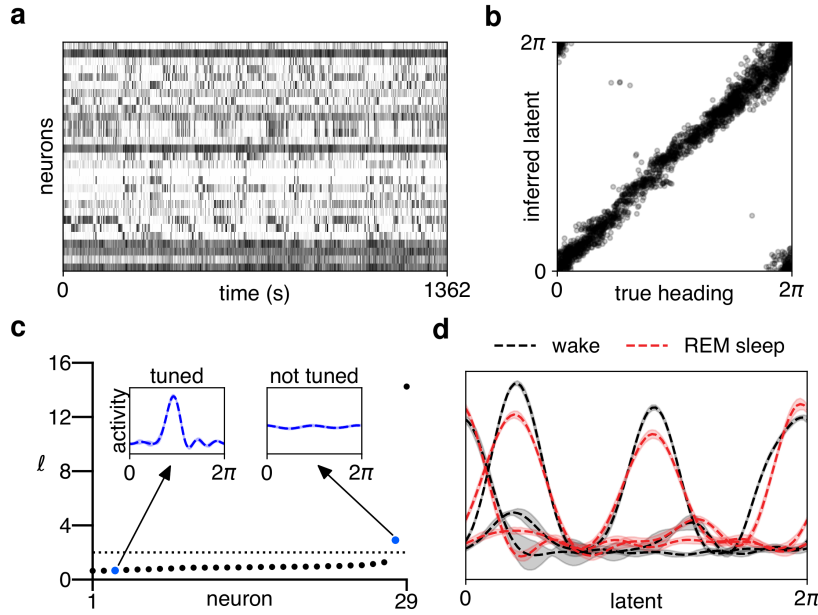 a
neurons
0
1362
time (s)
b
2π
inferred latent
0
0
2π
true heading
c
16
12
8
4
0
ℓ
tuned
activity
0
2π
not tuned
0
2π
1
29
neuron
d
wake
REM sleep
0
2π
latent